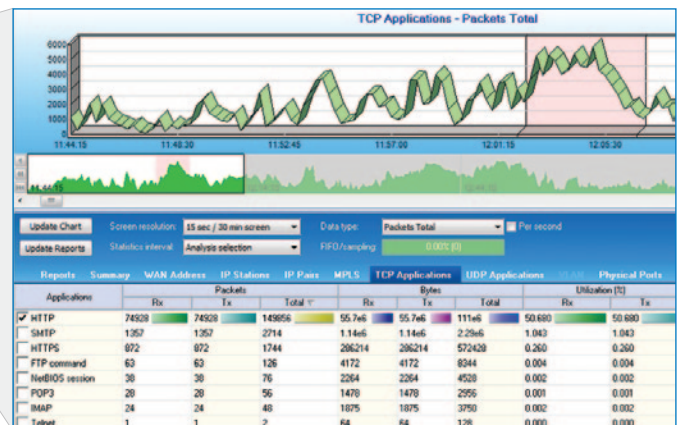 TCP Applications - Packets Total
6000
5000
4000
3000
2000
1000
0
11:44.15 11:48.30 11:52.45 11:57.00 12:01:15 12:05:30
11:44:15
Update Chart Screen resolution: 15 sec / 30 min screen Data type: Packets Total Per second
Update Reports Statistics interval: Analysis selection FIFO/sampling: 0.00% (0)
Reports Summary WAN Address IP Stations IP Pairs MPLS TCP Applications UDP Applications VLAN Physical Ports
Applications Packets Bytes Utilization [%]
Rx Tx Total Rx Tx Total Rx Tx
HTTP 74928 74928 149856 55.7e6 55.7e6 111e6 50.680 50.680
SMTP 1357 1357 2714 1.14e6 1.14e6 2.29e6 1.043 1.043
HTTPS 872 872 1744 286214 286214 572428 0.260 0.260
FTP command 63 63 126 4172 4172 8344 0.004 0.004
NetBIOS session 38 38 76 2264 2264 4528 0.002 0.002
POP3 28 28 56 1478 1478 2956 0.001 0.001
IMAP 24 24 48 1875 1875 3750 0.002 0.002
Telnet 1 1 2 64 64 128 0.000 0.000